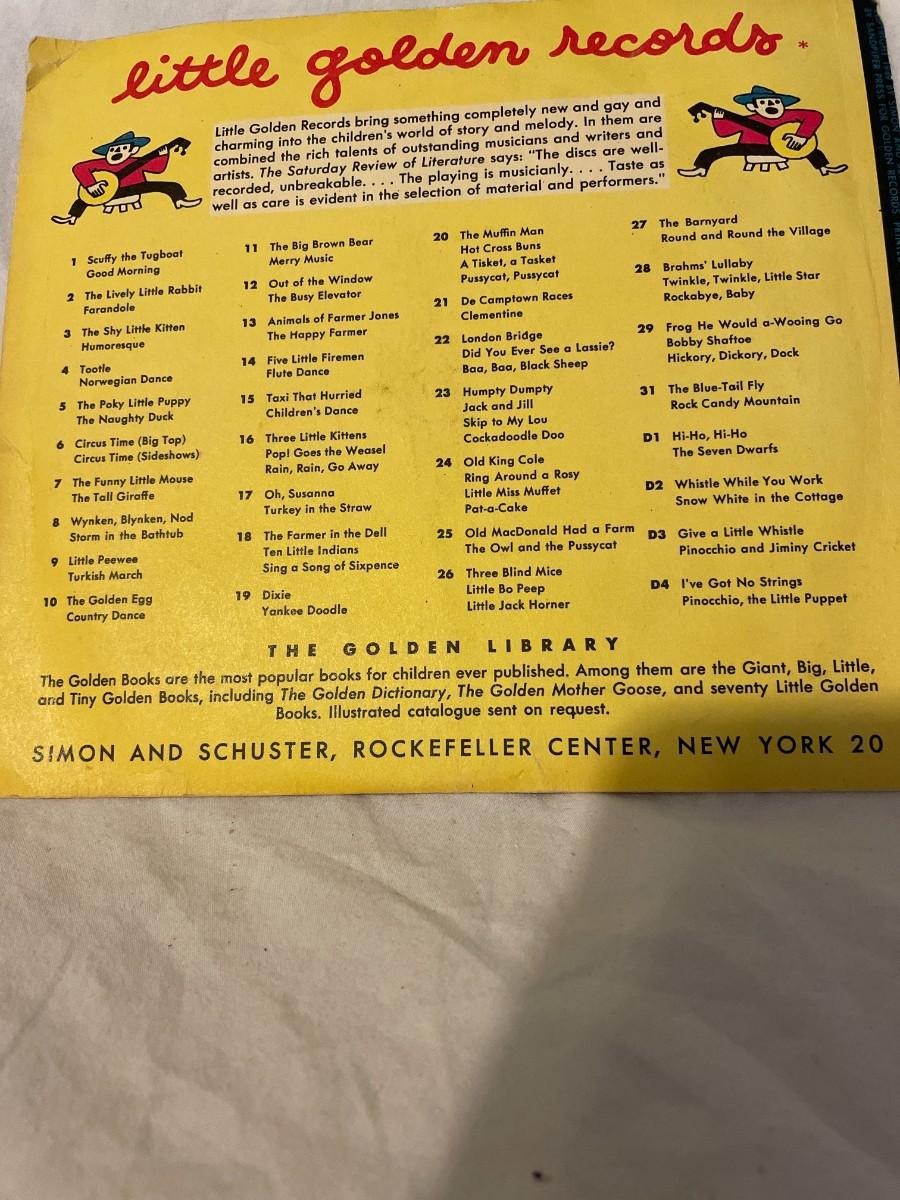 little golden records *
Little Golden Records bring something completely new and gay and
charming into the children's world of story and melody. In them are
combined the rich talents of outstanding musicians and writers and
artists. The Saturday Review of Literature says: "The discs are well-
recorded, unbreakable. . . . The playing is musicianly. . . . Taste as
well as care is evident in the selection of material and performers."
1 Scuffy the Tugboat
Good Morning
2 The Lively Little Rabbit
Farandole
3 The Shy Little Kitten
Humoresque
4 Tootle
Norwegian Dance
5 The Poky Little Puppy
The Naughty Duck
6 Circus Time (Big Top)
Circus Time (Sideshows)
7 The Funny Little Mouse
The Tall Giraffe
8 Wynken, Blynken, Nod
Storm in the Bathtub
9 Little Peewee
Turkish March
10 The Golden Egg
Country Dance
11 The Big Brown Bear
Merry Music
12 Out of the Window
The Busy Elevator
13 Animals of Farmer Jones
The Happy Farmer
14 Five Little Firemen
Flute Dance
15 Taxi That Hurried
Children's Dance
16 Three Little Kittens
Pop! Goes the Weasel
Rain, Rain, Go Away
17 Oh, Susanna
Turkey in the Straw
18 The Farmer in the Dell
Ten Little Indians
Sing a Song of Sixpence
19 Dixie
Yankee Doodle
20 The Muffin Man
Hot Cross Buns
A Tisket, a Tasket
Pussycat, Pussycat
21 De Camptown Races
Clementine
22 London Bridge
Did You Ever See a Lassie?
Baa, Baa, Black Sheep
23 Humpty Dumpty
Jack and Jill
Skip to My Lou
Cockadoodle Doo
24 Old King Cole
Ring Around a Rosy
Little Miss Muffet
Pat-a-Cake
25 Old MacDonald Had a Farm
The Owl and the Pussycat
26 Three Blind Mice
Little Bo Peep
Little Jack Horner
27 The Barnyard
Round and Round the Village
28 Brahms' Lullaby
Twinkle, Twinkle, Little Star
Rockabye, Baby
29 Frog He Would a-Wooing Go
Bobby Shaftoe
Hickory, Dickory, Dock
31 The Blue-Tail Fly
Rock Candy Mountain
D1 Hi-Ho, Hi-Ho
The Seven Dwarfs
D2 Whistle While You Work
Snow White in the Cottage
D3 Give a Little Whistle
Pinocchio and Jiminy Cricket
D4 I've Got No Strings
Pinocchio, the Little Puppet
THE GOLDEN LIBRARY
The Golden Books are the most popular books for children ever published. Among them are the Giant, Big, Little,
and Tiny Golden Books, including The Golden Dictionary, The Golden Mother Goose, and seventy Little Golden
Books. Illustrated catalogue sent on request.
SIMON AND SCHUSTER, ROCKEFELLER CENTER, NEW YORK 20
BY SIMON AND
SANDPIPER PRESS FOR GOLDEN RECORDS